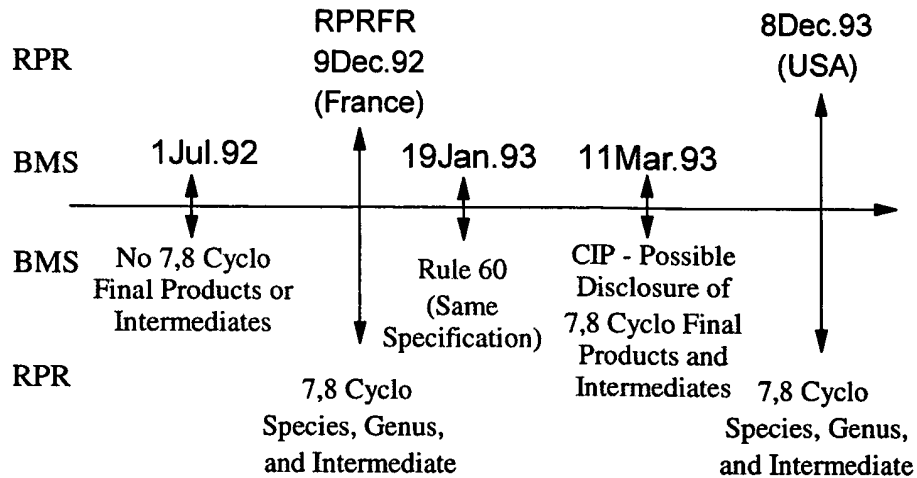 RPR
RPRFR
9Dec.92
(France)
8Dec.93
(USA)
BMS
1Jul.92
19Jan.93
11Mar.93
BMS
No 7,8 Cyclo
Final Products or
Intermediates
Rule 60
(Same
Specification)
CIP - Possible
Disclosure of
7,8 Cyclo Final
Products and
Intermediates
RPR
7,8 Cyclo
Species, Genus,
and Intermediate
7,8 Cyclo
Species, Genus,
and Intermediate